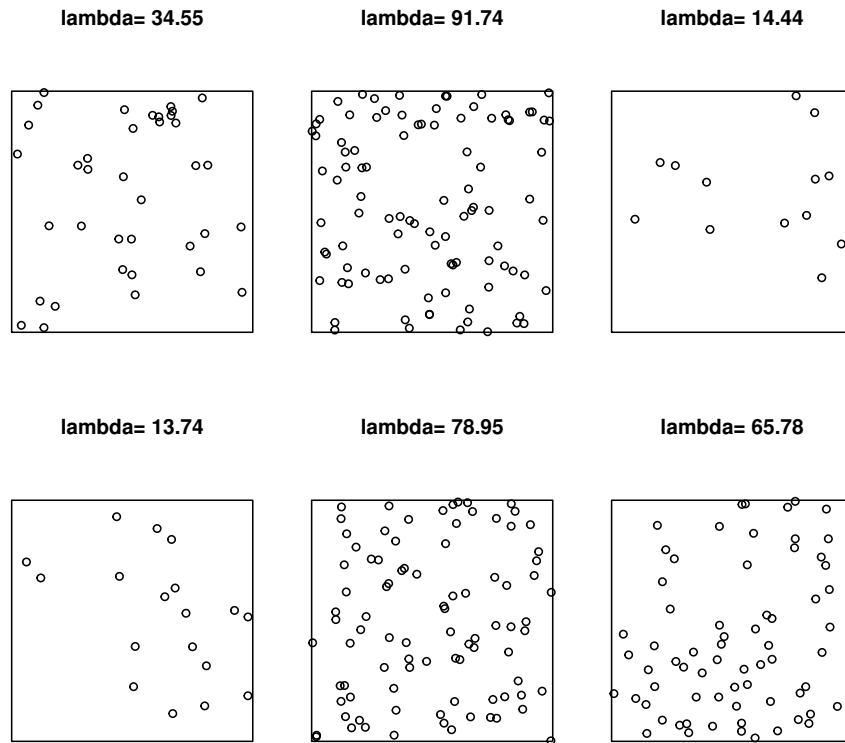 lambda= 34.55
lambda= 91.74
lambda= 14.44
lambda= 13.74
lambda= 78.95
lambda= 65.78